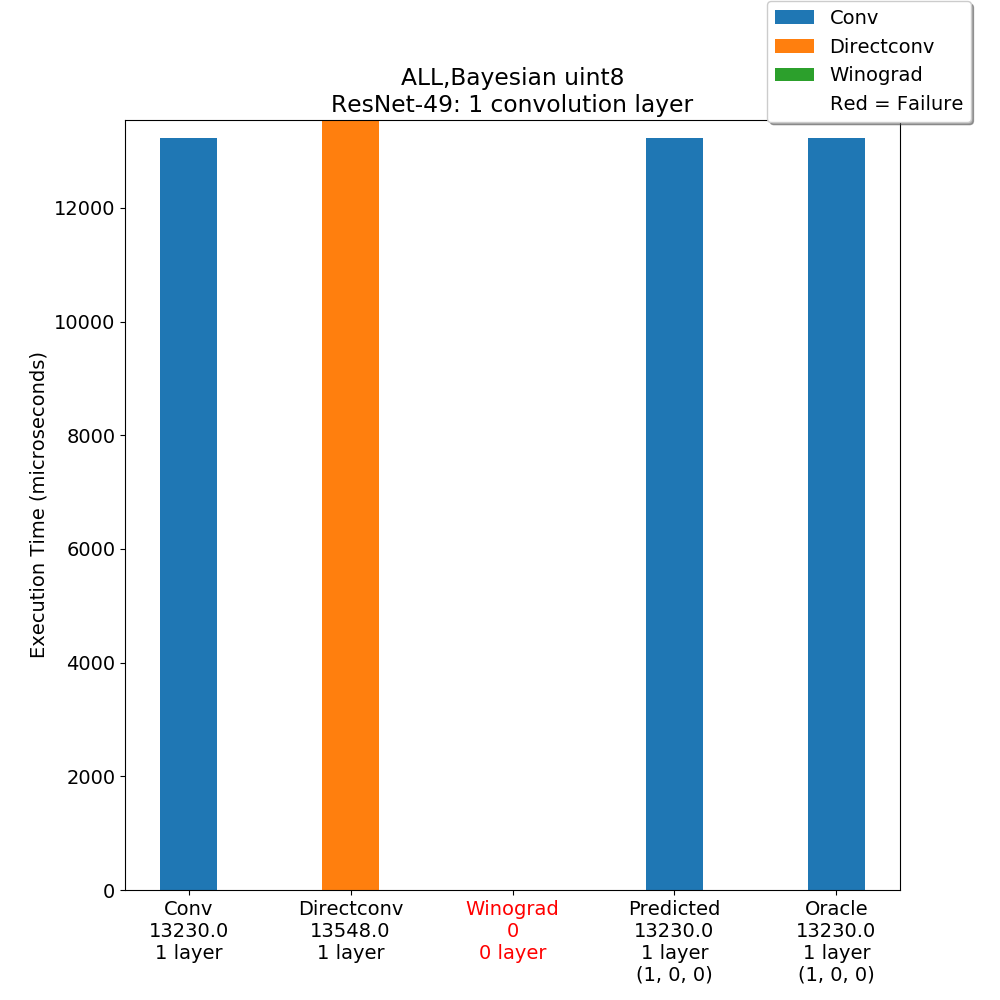 Conv
Directconv
Winograd
Red = Failure
ALL,Bayesian uint8
ResNet-49: 1 convolution layer
Execution Time (microseconds)
12000
10000
8000
6000
4000
2000
0
Conv
13230.0
1 layer
Directconv
13548.0
1 layer
Winograd
0
0 layer
Predicted
13230.0
1 layer
(1, 0, 0)
Oracle
13230.0
1 layer
(1, 0, 0)